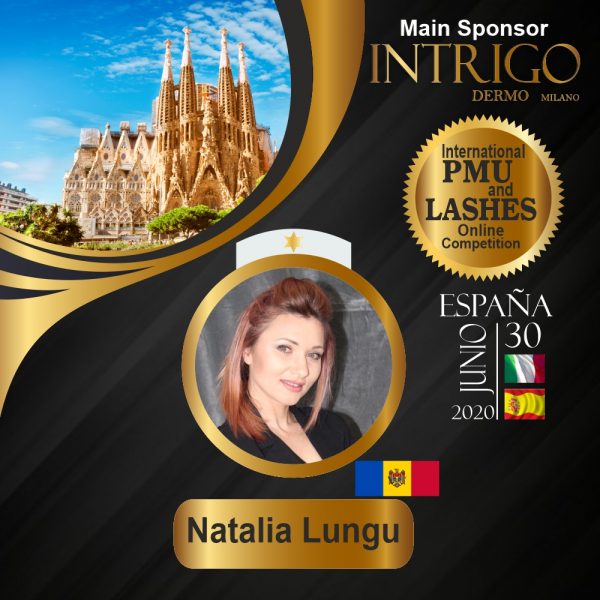 Main Sponsor
INTRIGO
DERMO MILANO
International
PMU
and
LASHES
Online
Competition
ESPAÑA
JUNIO
30
2020
Natalia Lungu